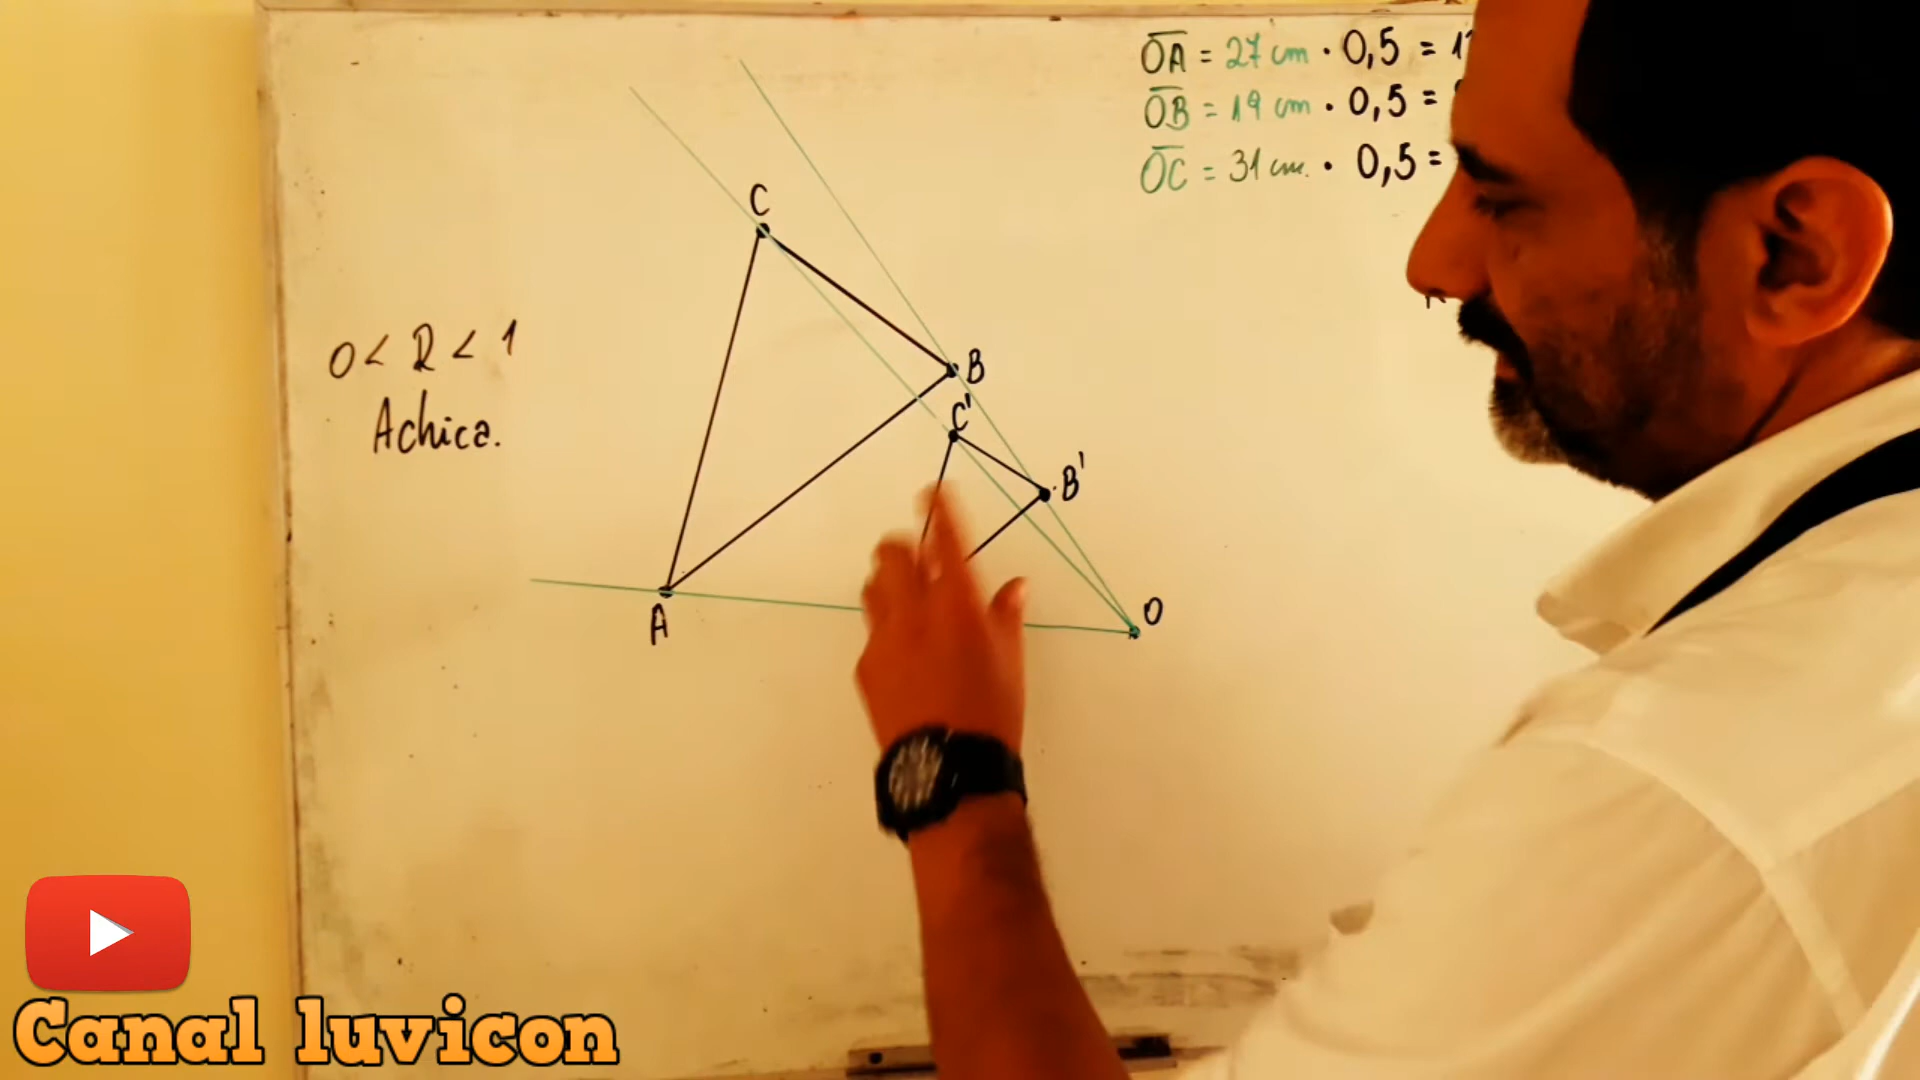 OA = 27 cm · 0,5 = 1
OB = 19 cm · 0,5 =
OC = 31 cm. · 0,5 =
C
B
C'
0 < R < 1
Achica.
B'
A
O
Canal luvicon